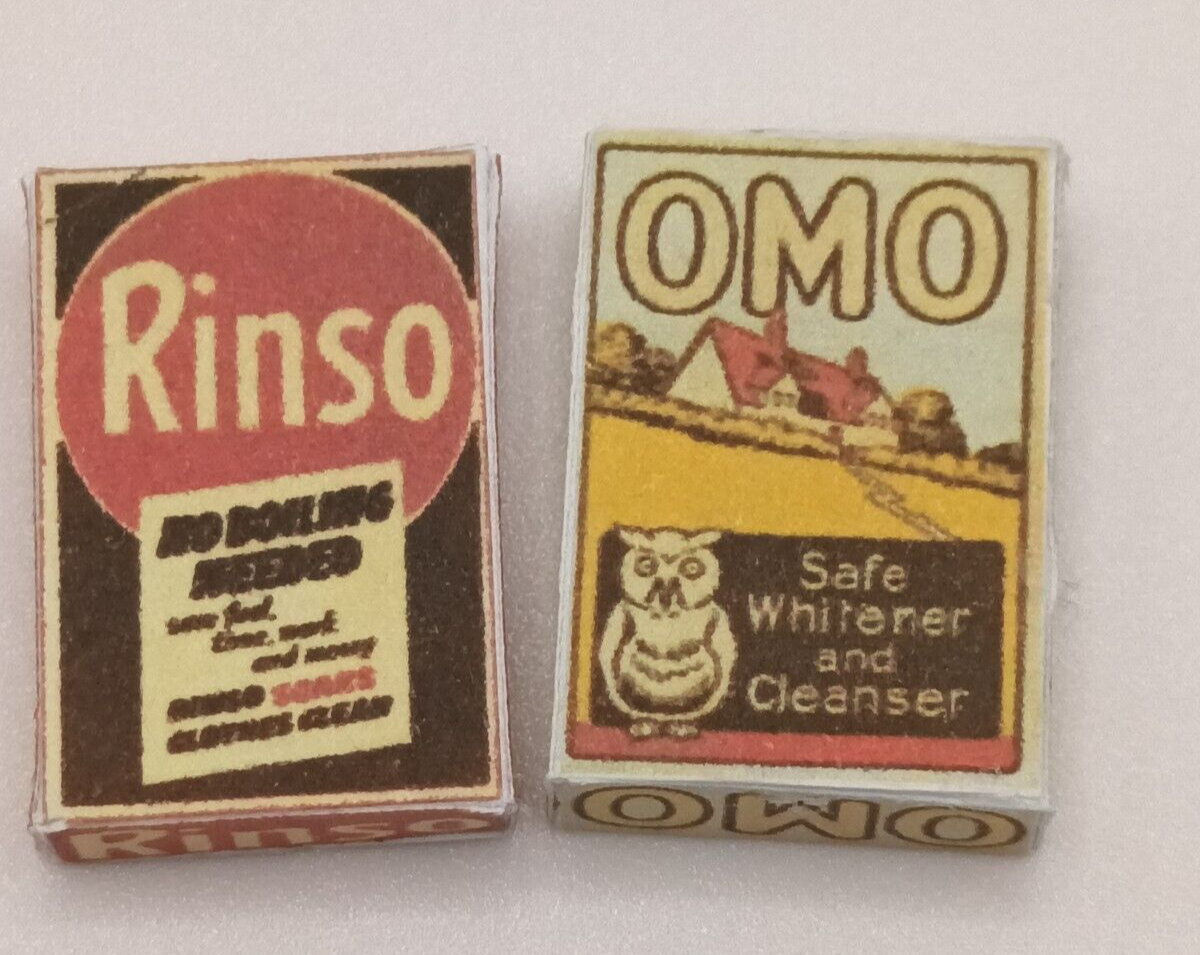 Rinso
NO BOILING
NEEDED
save fuel,
time, work
and money
RINSO SOAKS
CLOTHES CLEAN
Rinso
OMO
Safe
Whitener
and
Cleanser
OMO